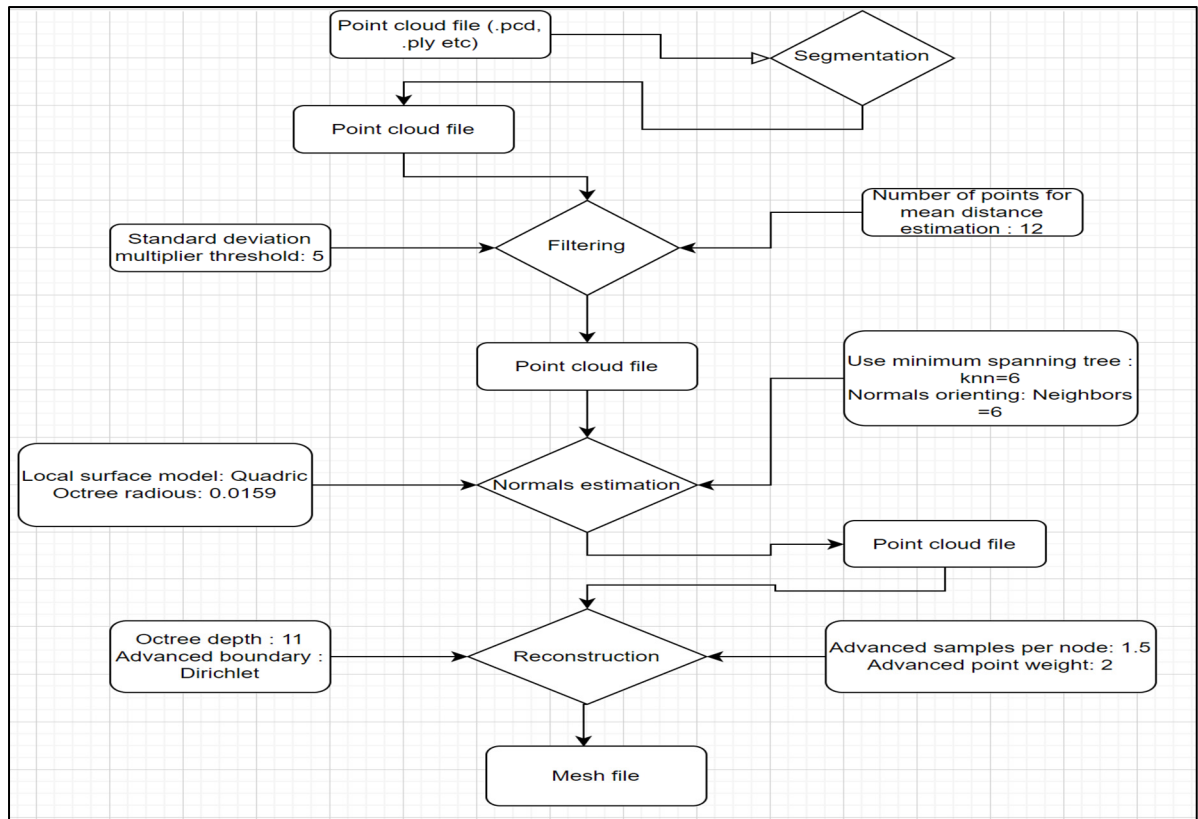 Point cloud file (.pcd,
.ply etc)
Segmentation
Point cloud file
Number of points for
mean distance
estimation : 12
Standard deviation
multiplier threshold: 5
Filtering
Point cloud file
Use minimum spanning tree :
knn=6
Normals orienting: Neighbors
=6
Local surface model: Quadric
Octree radious: 0.0159
Normals estimation
Point cloud file
Octree depth : 11
Advanced boundary :
Dirichlet
Reconstruction
Advanced samples per node: 1.5
Advanced point weight: 2
Mesh file